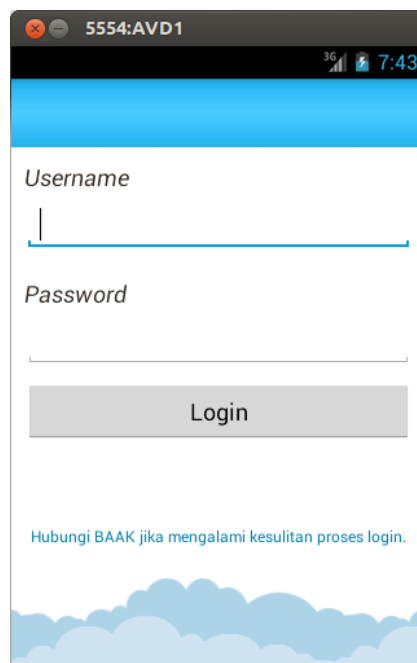 5554:AVD1
3G 7:43
Username
Password
Login
Hubungi BAAK jika mengalami kesulitan proses login.